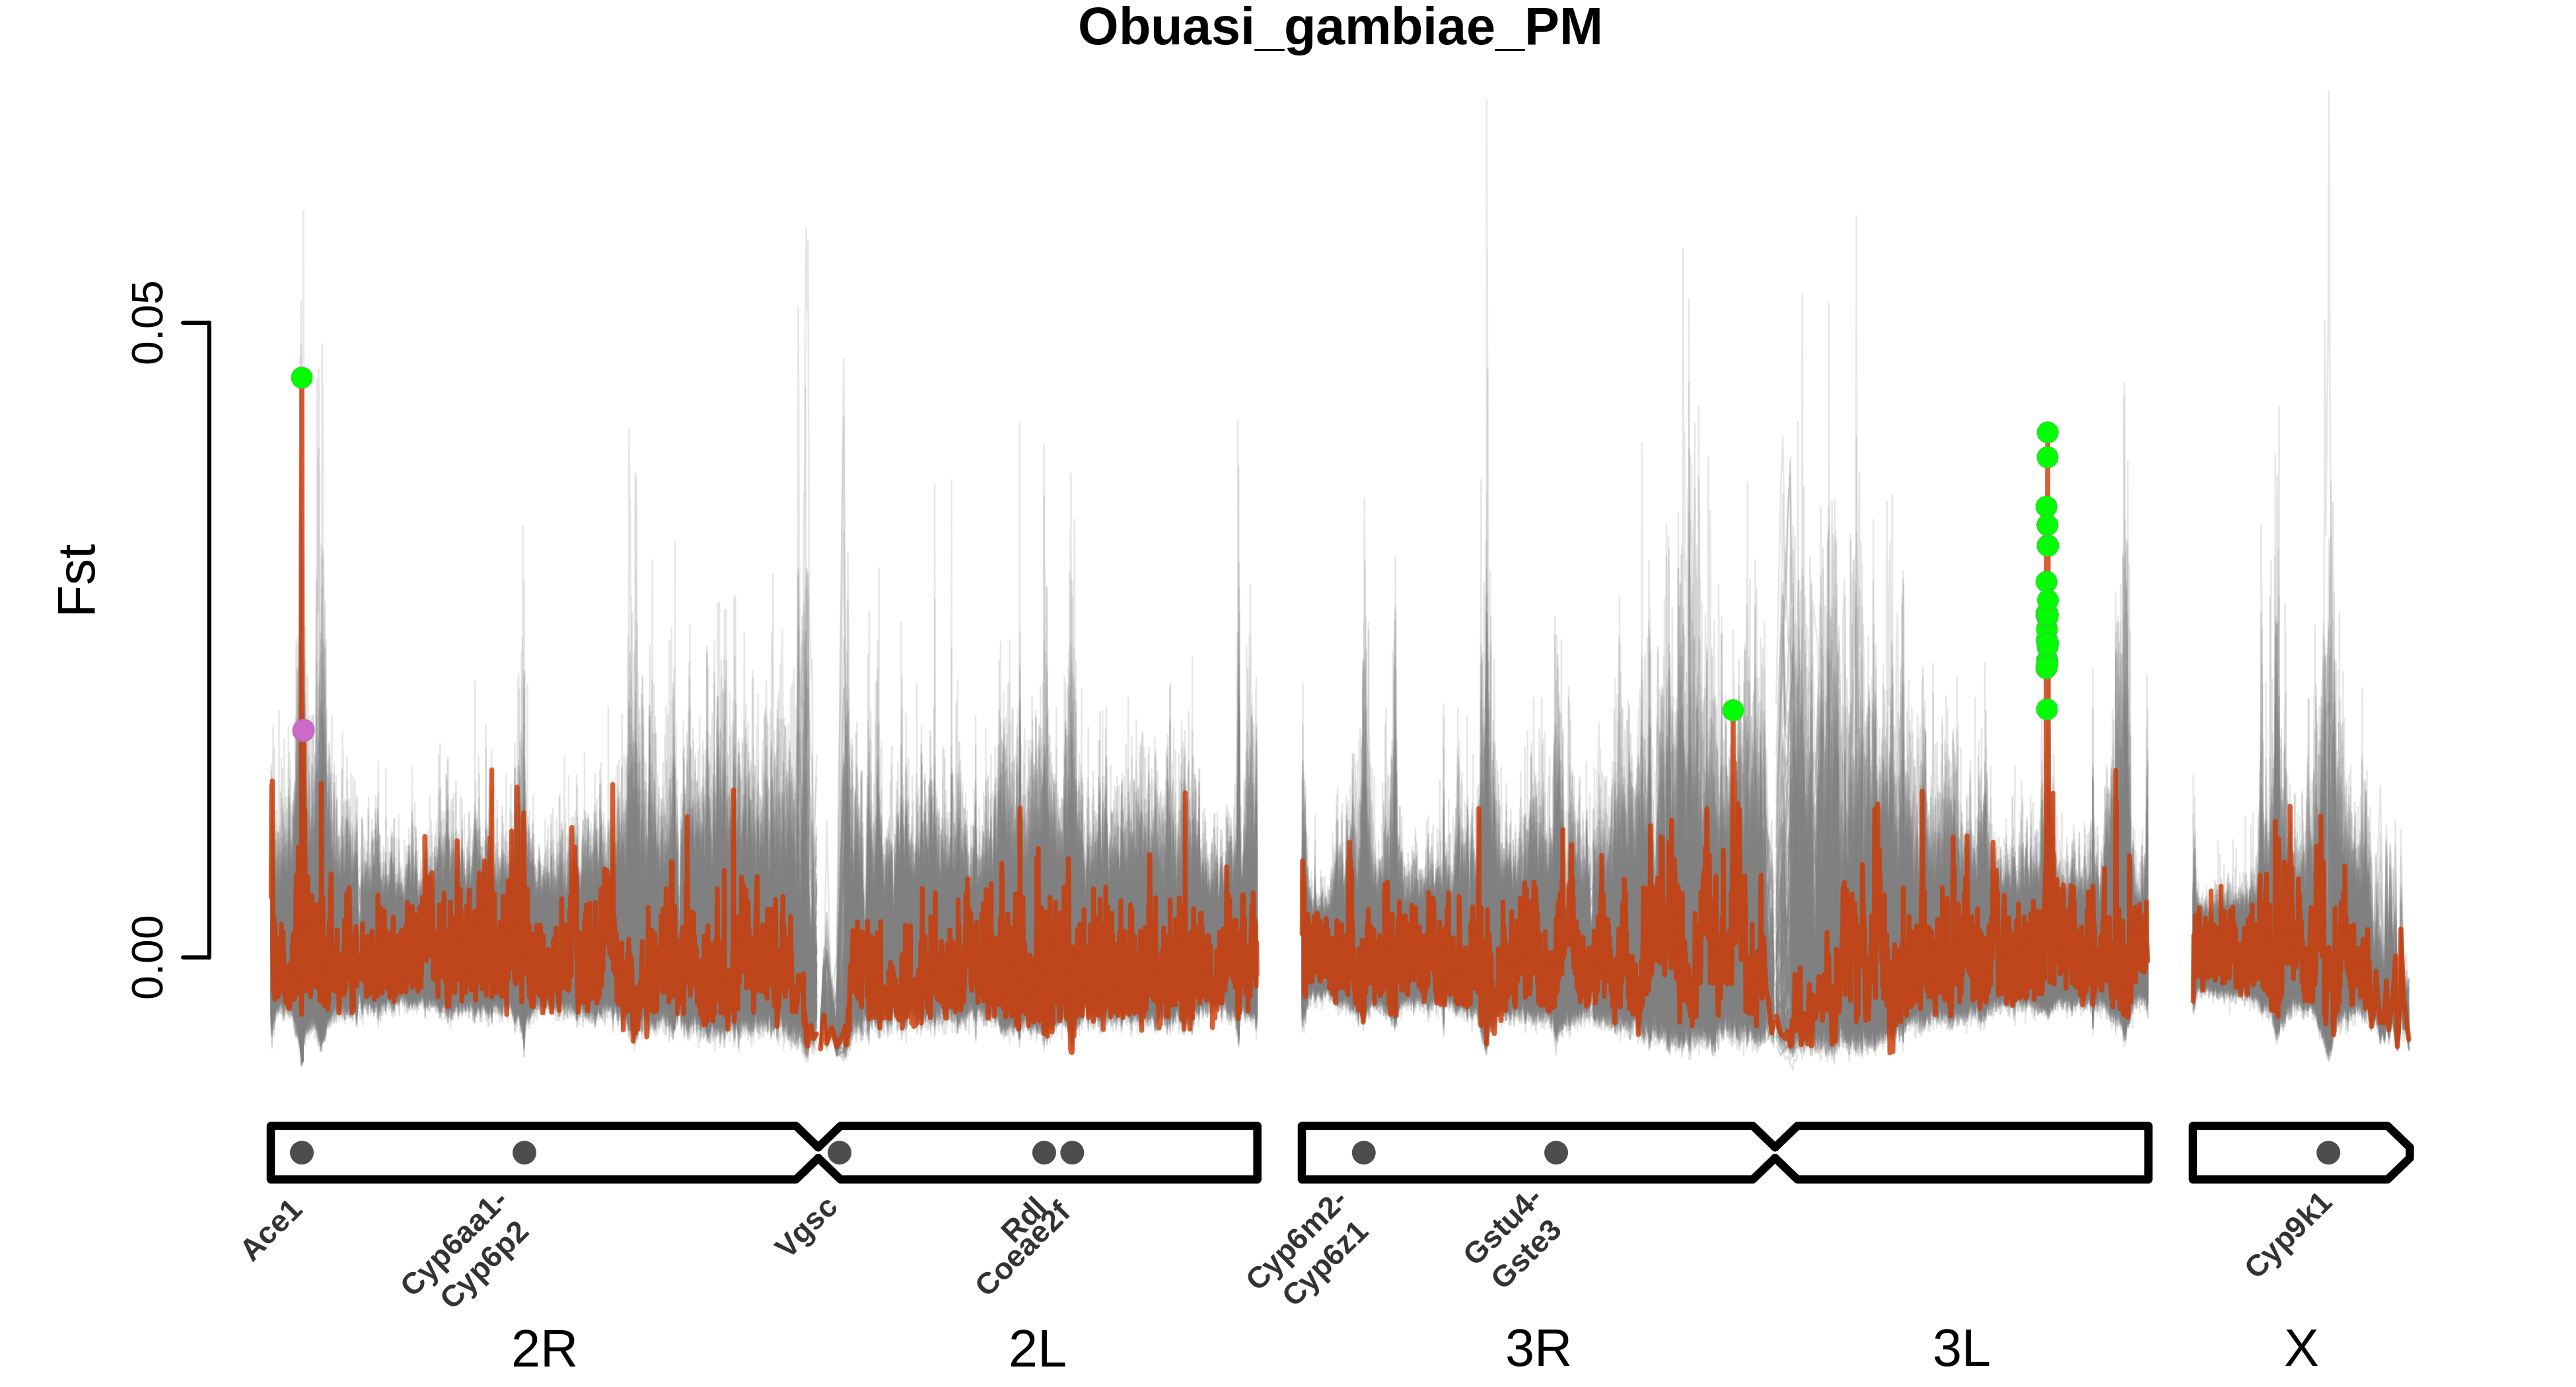 Obuasi_gambiae_PM
0.05
Fst
0.00
Ace1
Cyp6aa1-
Cyp6p2
Vgsc
Rdl
Coeae2f
Cyp6m2-
Cyp6z1
Gstu4-
Gste3
Cyp9k1
2R
2L
3R
3L
X